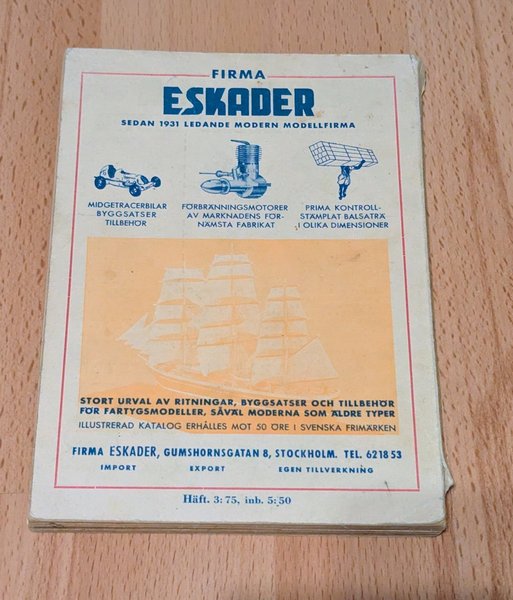 FIRMA
ESKADER
SEDAN 1931 LEDANDE MODERN MODELLFIRMA
MIDGETRACERBILAR
BYGGSATSER
TILLBEHÖR
FÖRBRÄNNINGSMOTORER
AV MARKNADENS FÖR-
NÄMSTA FABRIKAT
PRIMA KONTROLL-
STÄMPLAT BALSATRÄ
I OLIKA DIMENSIONER
STORT URVAL AV RITNINGAR, BYGGSATSER OCH TILLBEHÖR
FÖR FARTYGSMODELLER, SÅVÄL MODERNA SOM ÄLDRE TYPER
ILLUSTRERAD KATALOG ERHÅLLES MOT 50 ÖRE I SVENSKA FRIMÄRKEN
FIRMA ESKADER, GUMSHORNSGATAN 8, STOCKHOLM. TEL. 621853
IMPORT EXPORT EGEN TILLVERKNING
Häft. 3: 75, inb. 5: 50